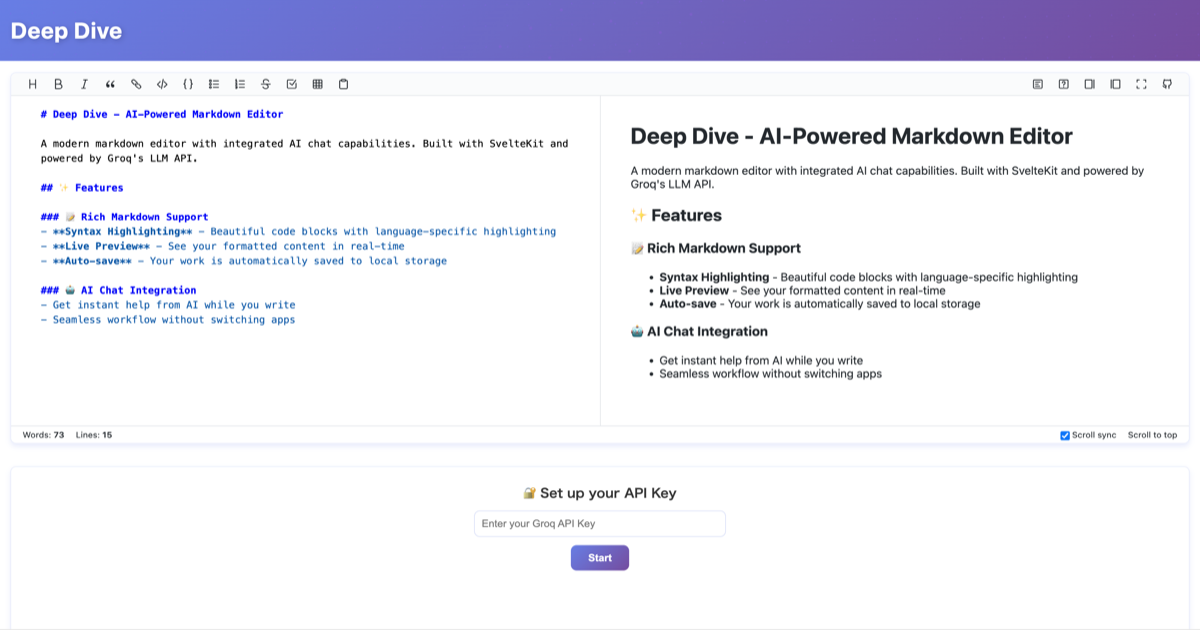 Deep Dive
# Deep Dive - AI-Powered Markdown Editor
A modern markdown editor with integrated AI chat capabilities. Built with SvelteKit and
powered by Groq's LLM API.
## ✨ Features
### 📝 Rich Markdown Support
- **Syntax Highlighting** - Beautiful code blocks with language-specific highlighting
- **Live Preview** - See your formatted content in real-time
- **Auto-save** - Your work is automatically saved to local storage
### 🤖 AI Chat Integration
- Get instant help from AI while you write
- Seamless workflow without switching apps
Deep Dive - AI-Powered Markdown Editor
A modern markdown editor with integrated AI chat capabilities. Built with SvelteKit and powered by
Groq's LLM API.
✨ Features
📝 Rich Markdown Support
• Syntax Highlighting - Beautiful code blocks with language-specific highlighting
• Live Preview - See your formatted content in real-time
• Auto-save - Your work is automatically saved to local storage
🤖 AI Chat Integration
• Get instant help from AI while you write
• Seamless workflow without switching apps
Words: 73 Lines: 15
Scroll sync Scroll to top
🔐 Set up your API Key
Enter your Groq API Key
Start